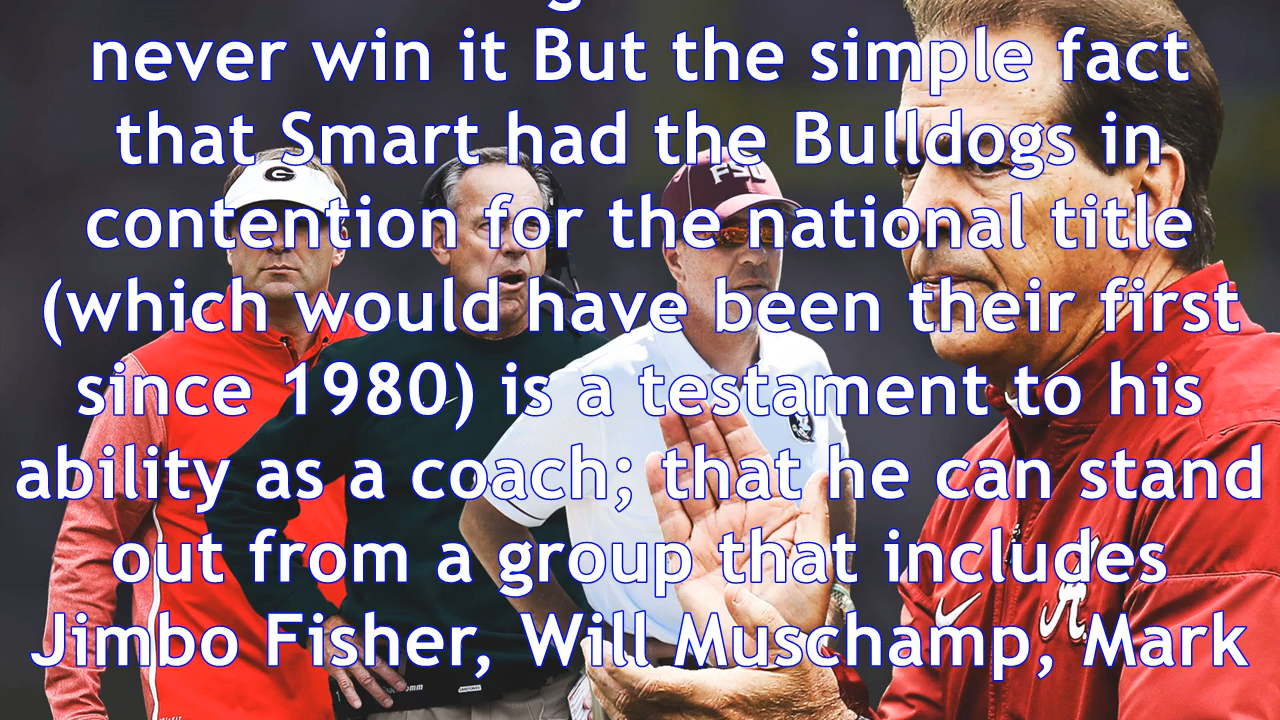 never win it But the simple fact
that Smart had the Bulldogs in
contention for the national title
(which would have been their first
since 1980) is a testament to his
ability as a coach; that he can stand
out from a group that includes
Jimbo Fisher, Will Muschamp, Mark
G
FSU
A